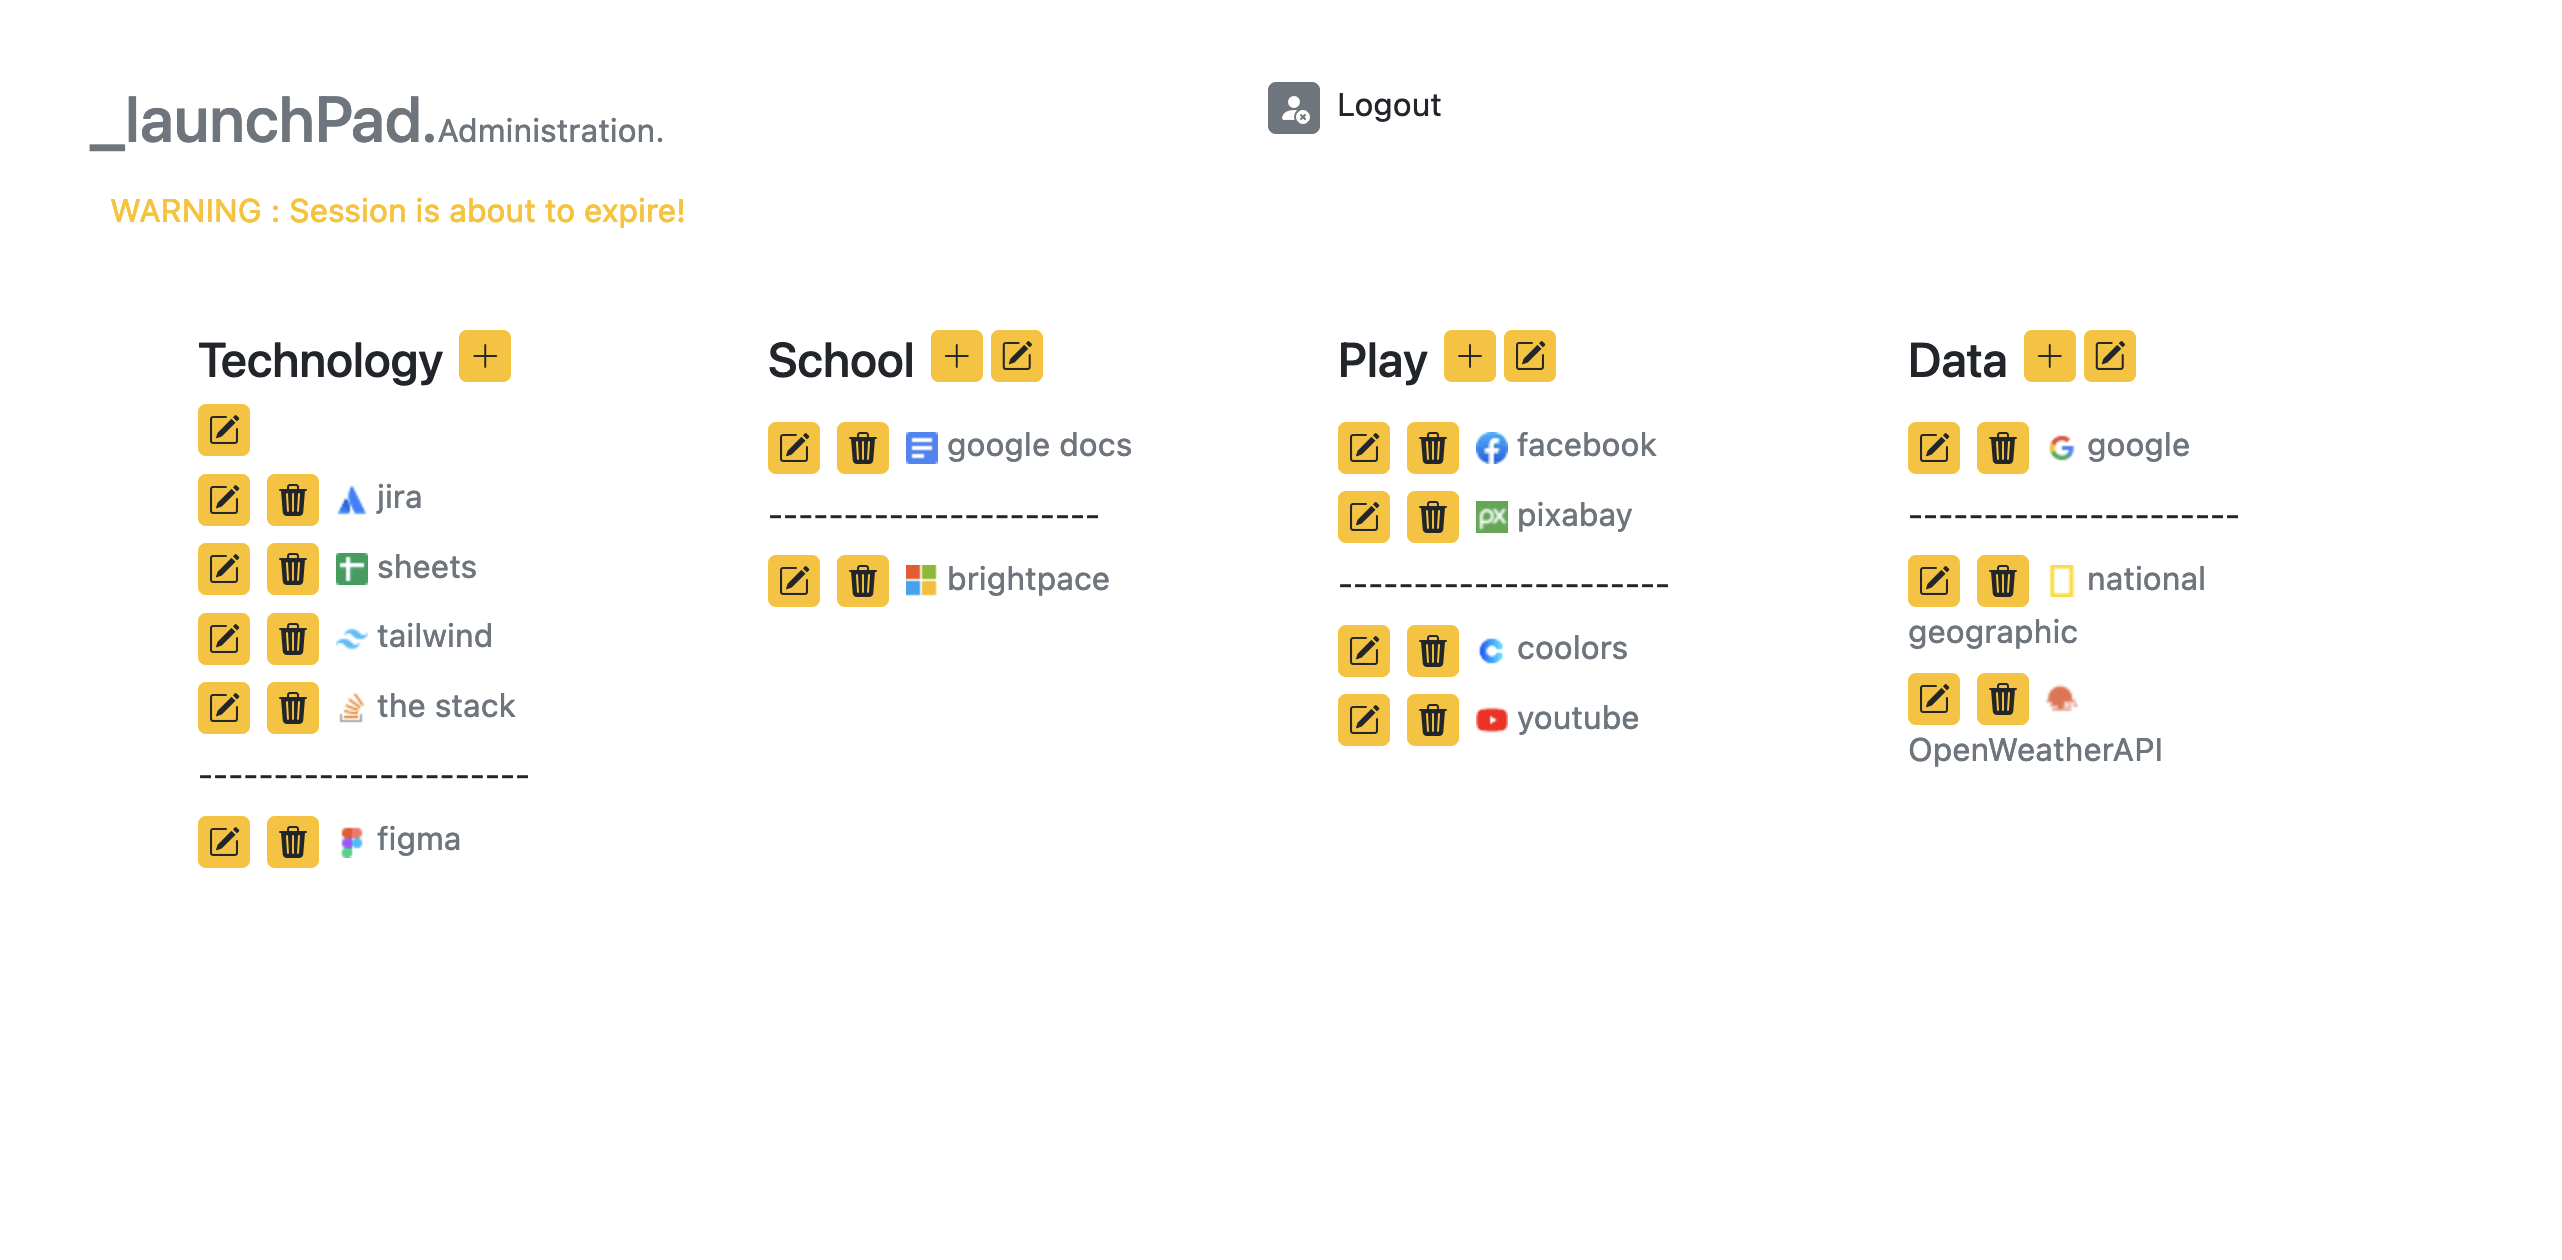 _launchPad.Administration.
Logout
WARNING : Session is about to expire!
Technology
jira
sheets
tailwind
the stack
----------------------
figma
School
google docs
----------------------
brightpace
Play
facebook
px pixabay
----------------------
coolors
youtube
Data
google
----------------------
national
geographic
OpenWeatherAPI